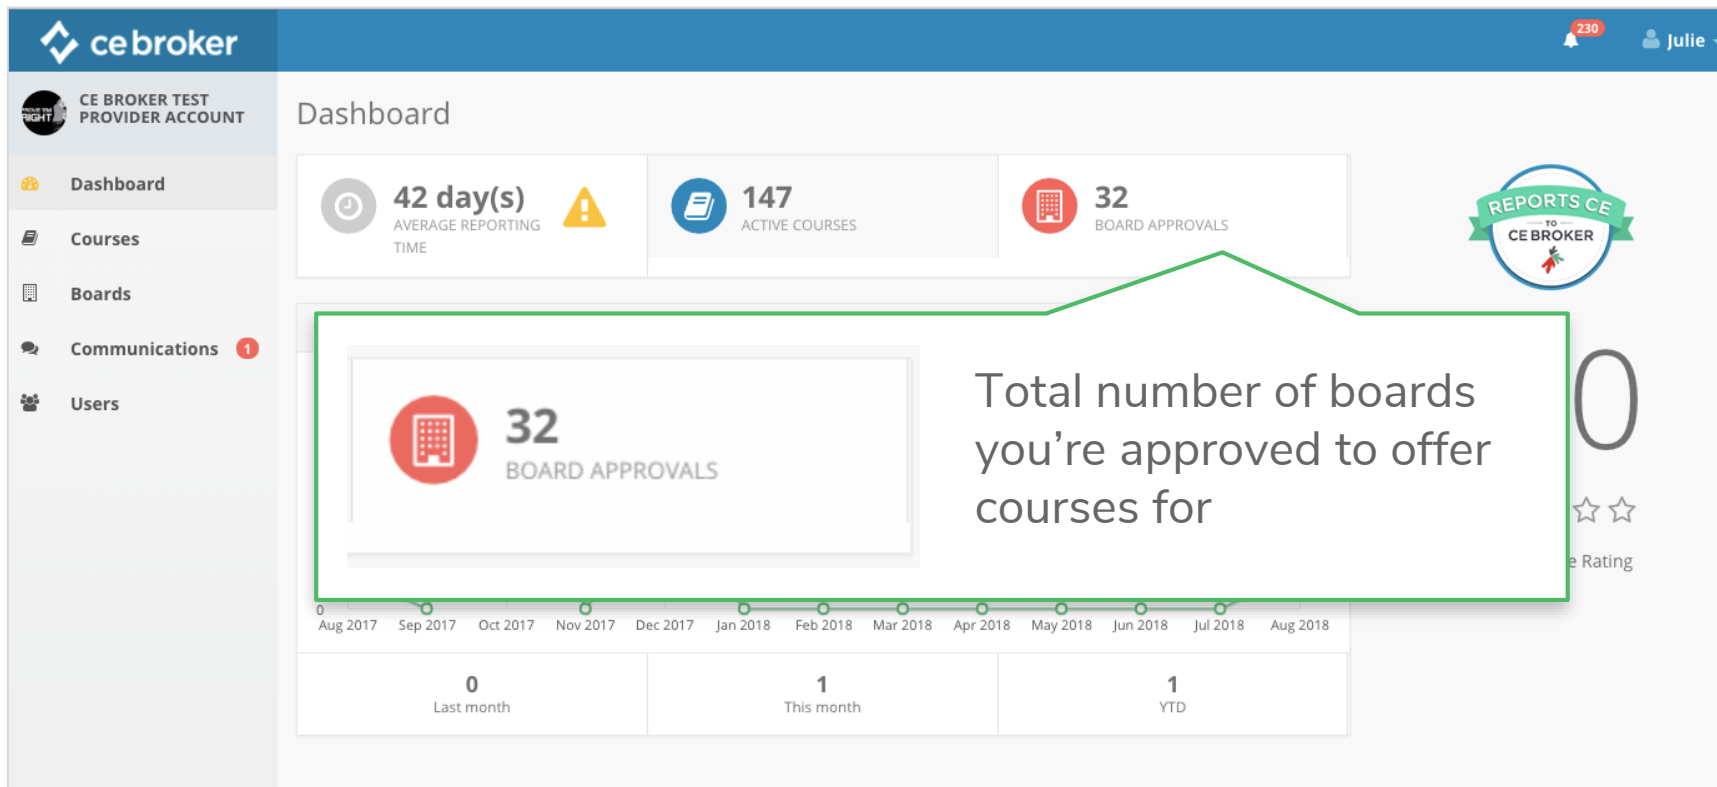 cebroker
230
Julie
PROVE 'EM
RIGHT
CE BROKER TEST
PROVIDER ACCOUNT
Dashboard
Courses
Boards
Communications 1
Users
Dashboard
42 day(s)
AVERAGE REPORTING
TIME
147
ACTIVE COURSES
32
BOARD APPROVALS
REPORTS CE
TO
CE BROKER
32
BOARD APPROVALS
Total number of boards
you're approved to offer
courses for
0
e Rating
0
Aug 2017 Sep 2017 Oct 2017 Nov 2017 Dec 2017 Jan 2018 Feb 2018 Mar 2018 Apr 2018 May 2018 Jun 2018 Jul 2018 Aug 2018
0
Last month
1
This month
1
YTD